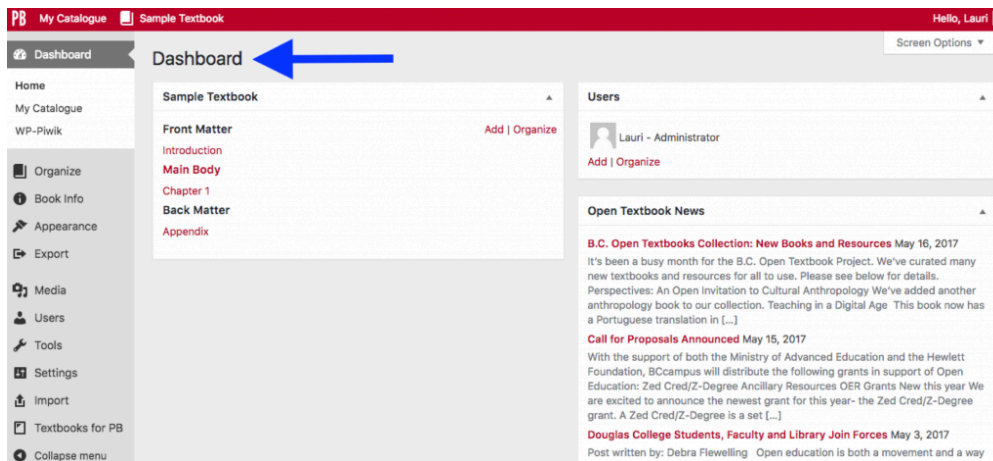 PB My Catalogue Sample Textbook Hello, Lauri
Screen Options
Dashboard
Home
My Catalogue
WP-Piwik
Organize
Book Info
Appearance
Export
Media
Users
Tools
Settings
Import
Textbooks for PB
Collapse menu
Dashboard
Sample Textbook
Front Matter Add | Organize
Introduction
Main Body
Chapter 1
Back Matter
Appendix
Users
Lauri - Administrator
Add | Organize
Open Textbook News
B.C. Open Textbooks Collection: New Books and Resources May 16, 2017
It's been a busy month for the B.C. Open Textbook Project. We've curated many
new textbooks and resources for all to use. Please see below for details.
Perspectives: An Open Invitation to Cultural Anthropology We've added another
anthropology book to our collection. Teaching in a Digital Age This book now has
a Portuguese translation in [...]
Call for Proposals Announced May 15, 2017
With the support of both the Ministry of Advanced Education and the Hewlett
Foundation, BCcampus will distribute the following grants in support of Open
Education: Zed Cred/Z-Degree Ancillary Resources OER Grants New this year We
are excited to announce the newest grant for this year- the Zed Cred/Z-Degree
grant. A Zed Cred/Z-Degree is a set [...]
Douglas College Students, Faculty and Library Join Forces May 3, 2017
Post written by: Debra Flewelling Open education is both a movement and a way